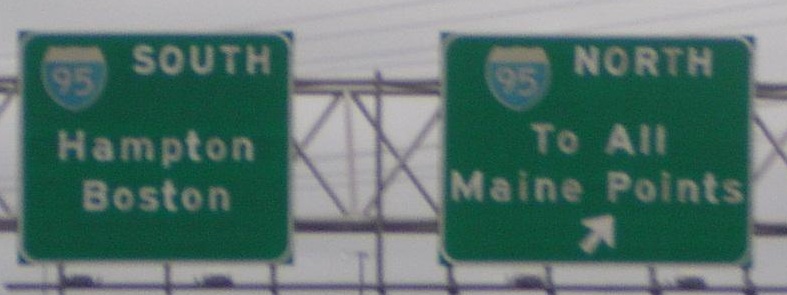 95 SOUTH
Hampton
Boston
95 NORTH
To All
Maine Points